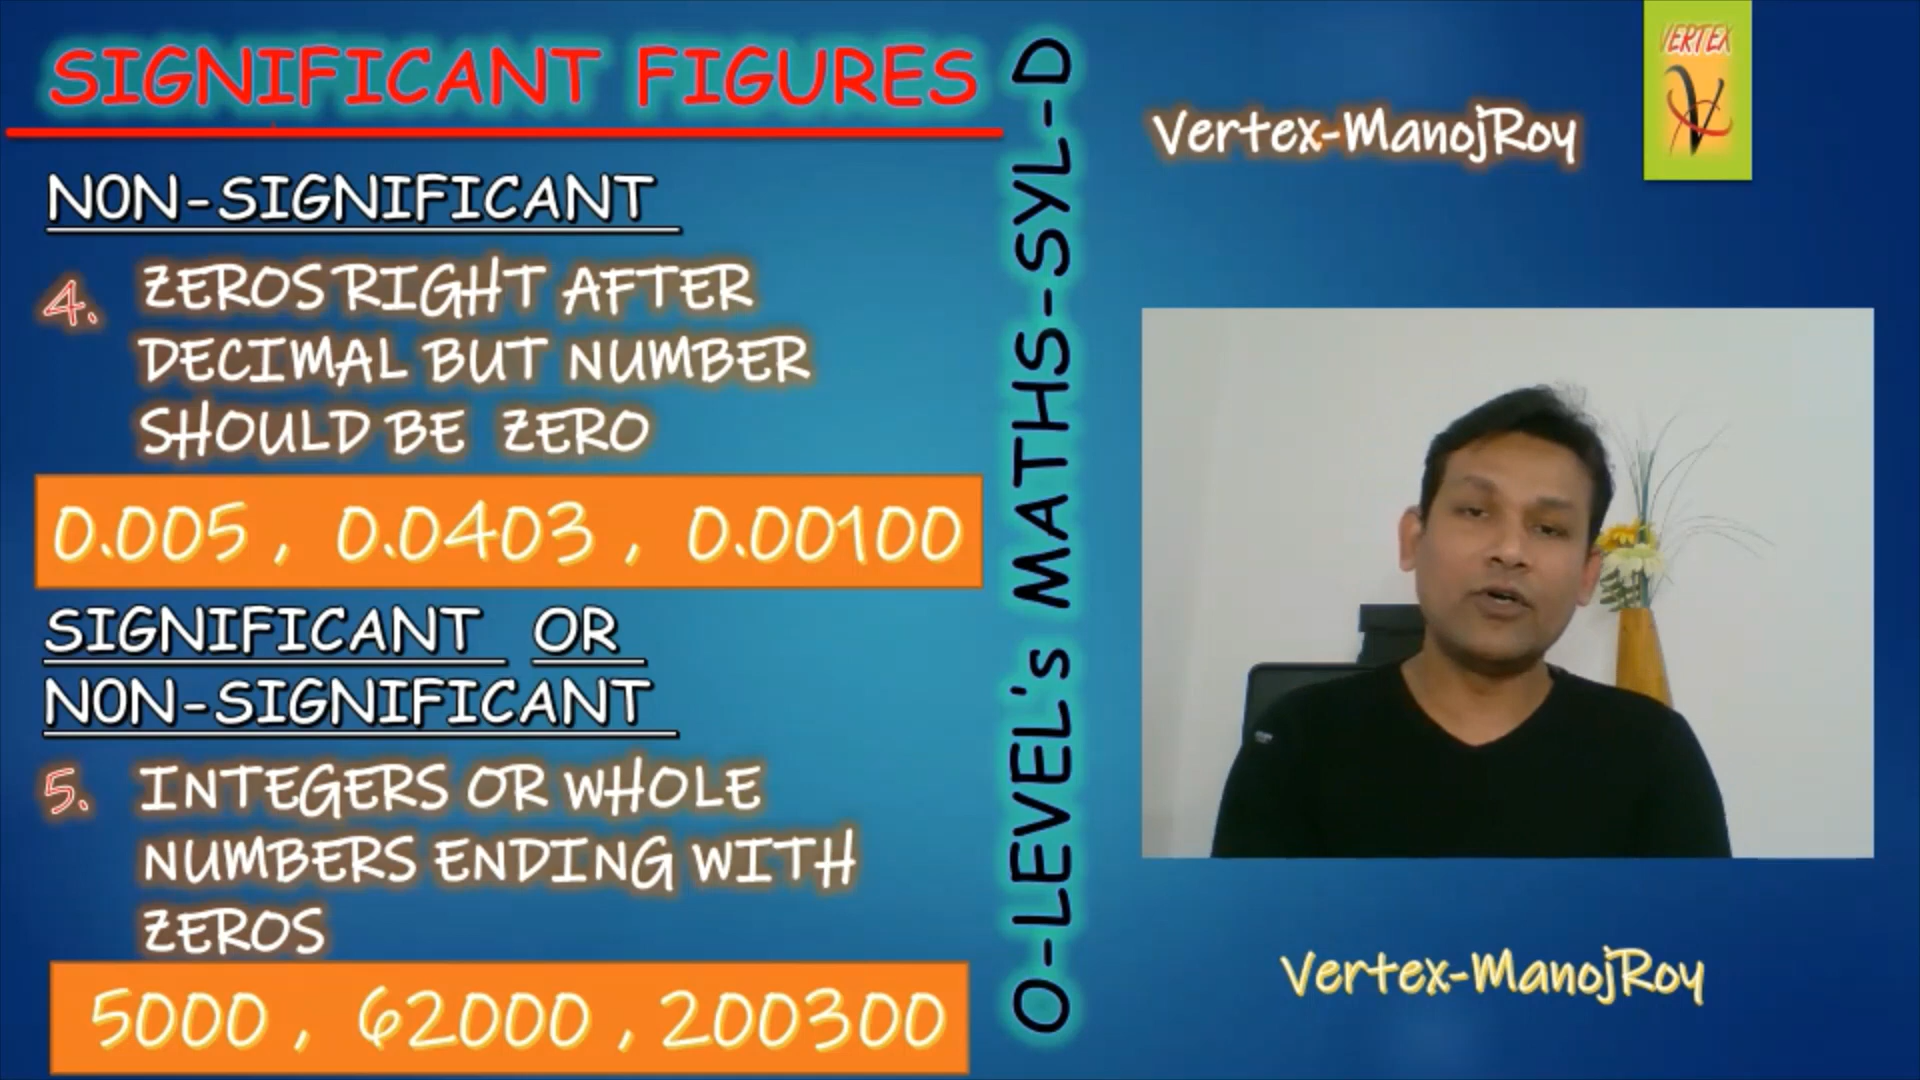 SIGNIFICANT FIGURES
NON-SIGNIFICANT
4. ZEROS RIGHT AFTER
DECIMAL BUT NUMBER
SHOULD BE ZERO
0.005 , 0.0403 , 0.00100
SIGNIFICANT OR
NON-SIGNIFICANT
5. INTEGERS OR WHOLE
NUMBERS ENDING WITH
ZEROS
5000 , 62000 , 200300
O-LEVEL's MATHS-SYL-D
Vertex-ManojRoy
VERTEX
V
Vertex-ManojRoy